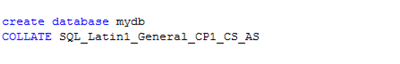 create database mydb
COLLATE SQL_Latin1_General_CP1_CS_AS